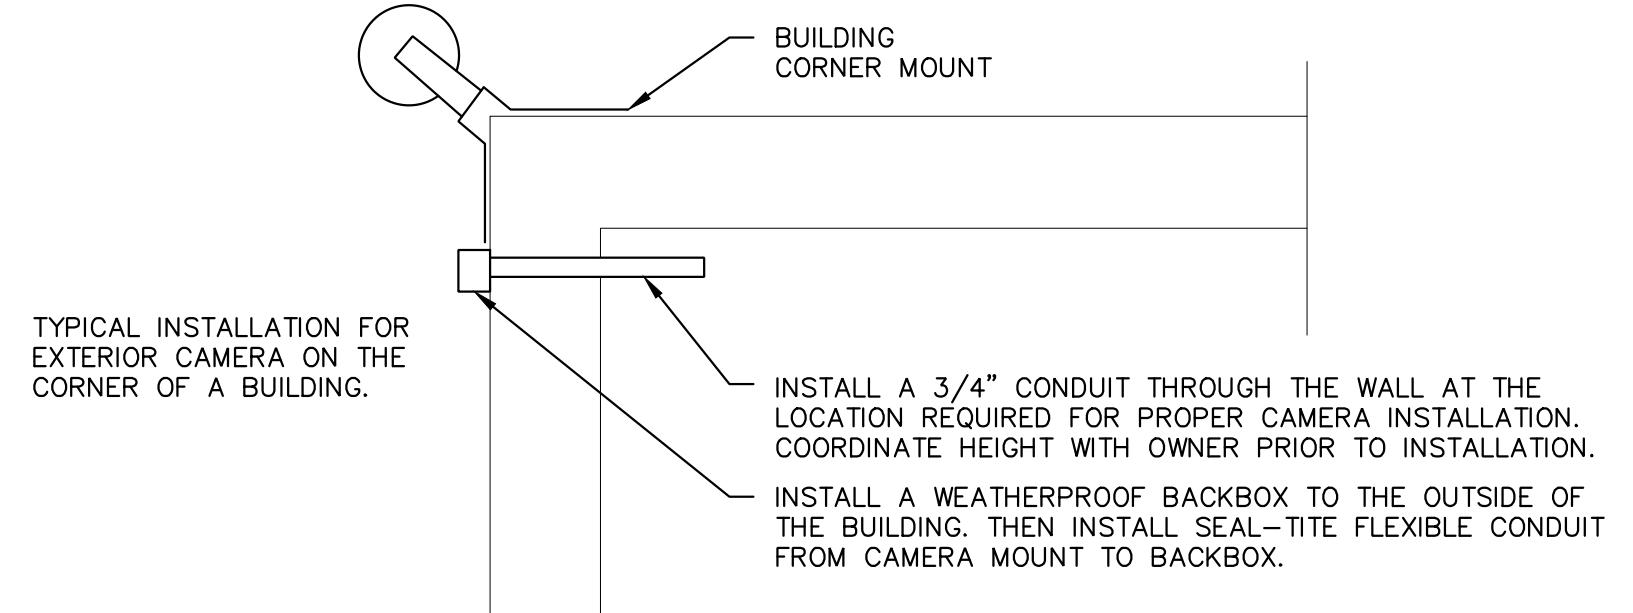 BUILDING
CORNER MOUNT
TYPICAL INSTALLATION FOR
EXTERIOR CAMERA ON THE
CORNER OF A BUILDING.
INSTALL A 3/4” CONDUIT THROUGH THE WALL AT THE
LOCATION REQUIRED FOR PROPER CAMERA INSTALLATION.
COORDINATE HEIGHT WITH OWNER PRIOR TO INSTALLATION.
INSTALL A WEATHERPROOF BACKBOX TO THE OUTSIDE OF
THE BUILDING. THEN INSTALL SEAL-TITE FLEXIBLE CONDUIT
FROM CAMERA MOUNT TO BACKBOX.